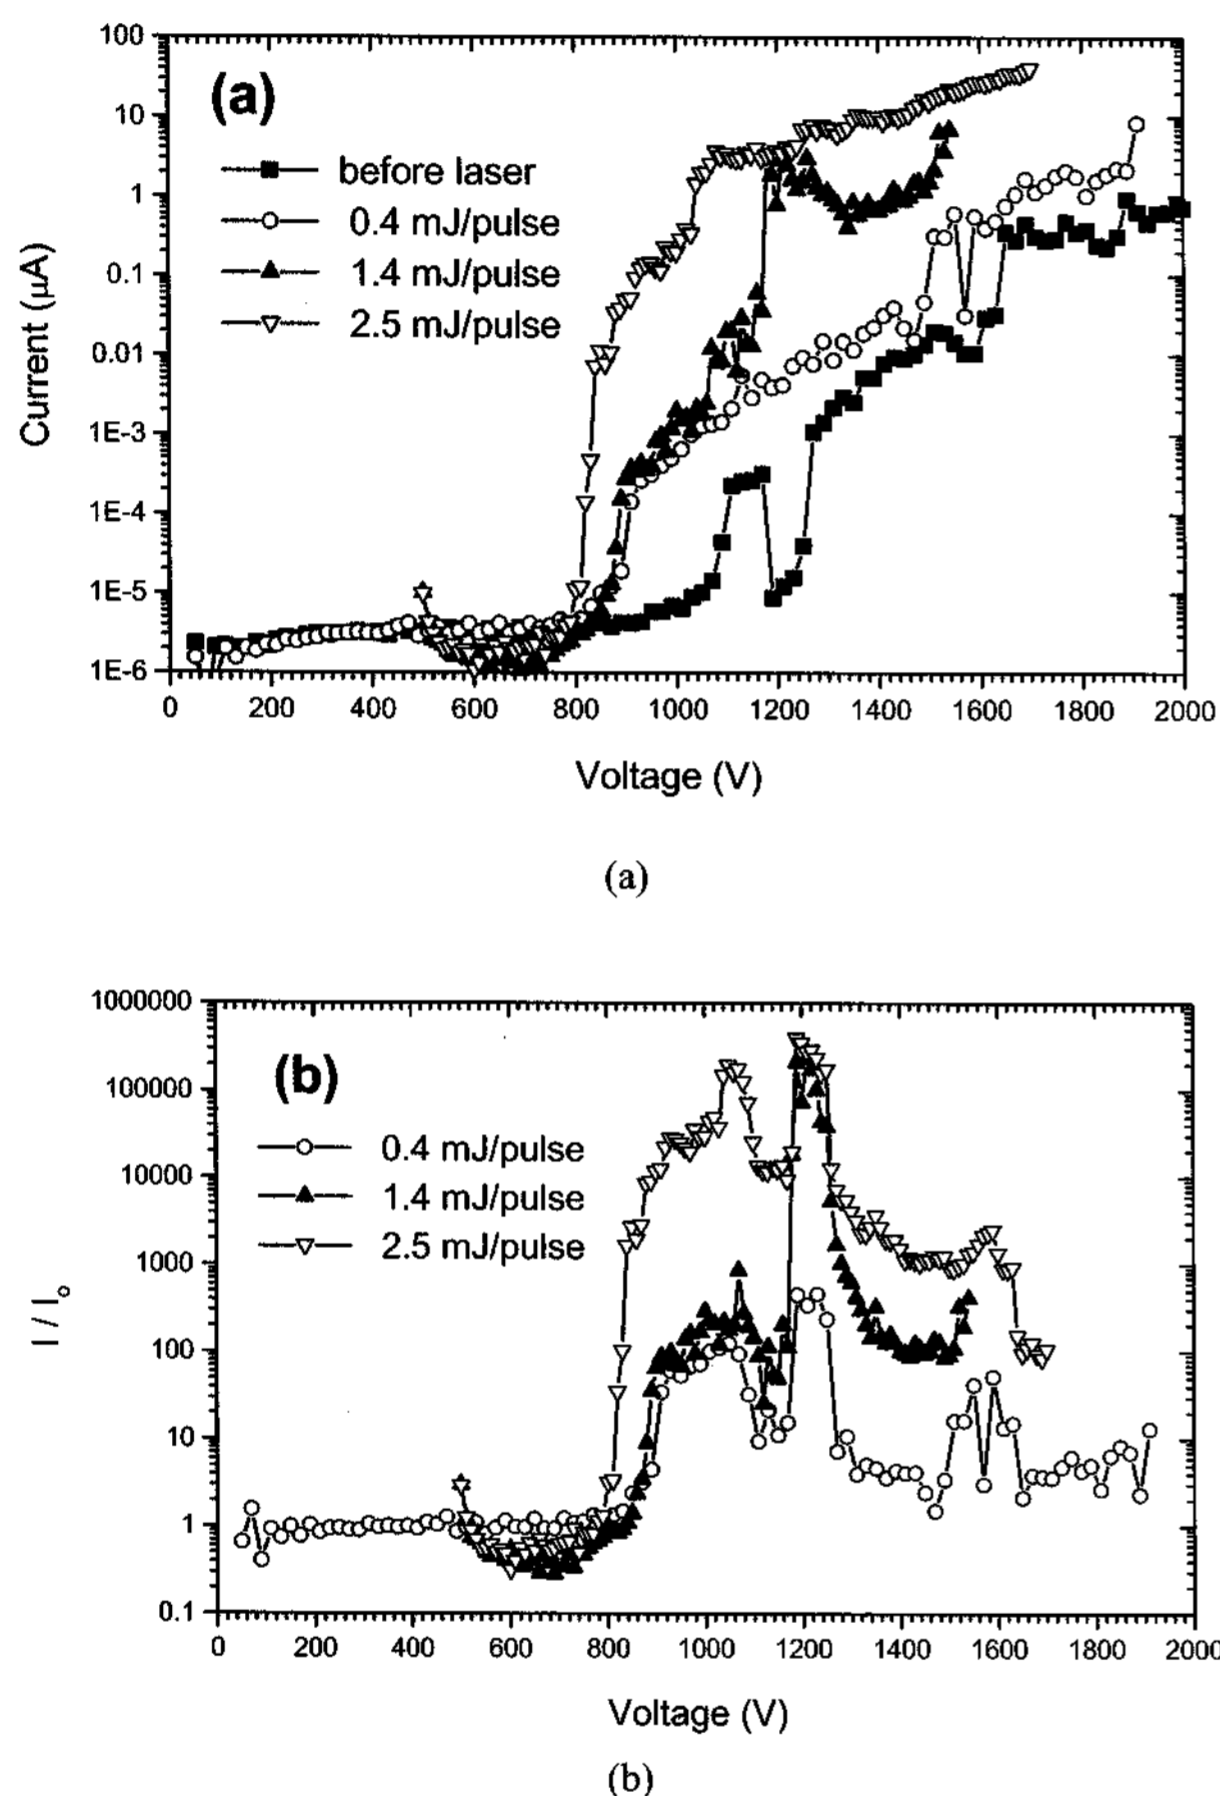 100
10
1
0.1
0.01
1E-3
1E-4
1E-5
1E-6
Current (μA)
(a)
before laser
0.4 mJ/pulse
1.4 mJ/pulse
2.5 mJ/pulse
0 200 400 600 800 1000 1200 1400 1600 1800 2000
Voltage (V)
(a)
1000000
100000
10000
1000
100
10
1
0.1
I / Io
(b)
0.4 mJ/pulse
1.4 mJ/pulse
2.5 mJ/pulse
0 200 400 600 800 1000 1200 1400 1600 1800 2000
Voltage (V)
(b)